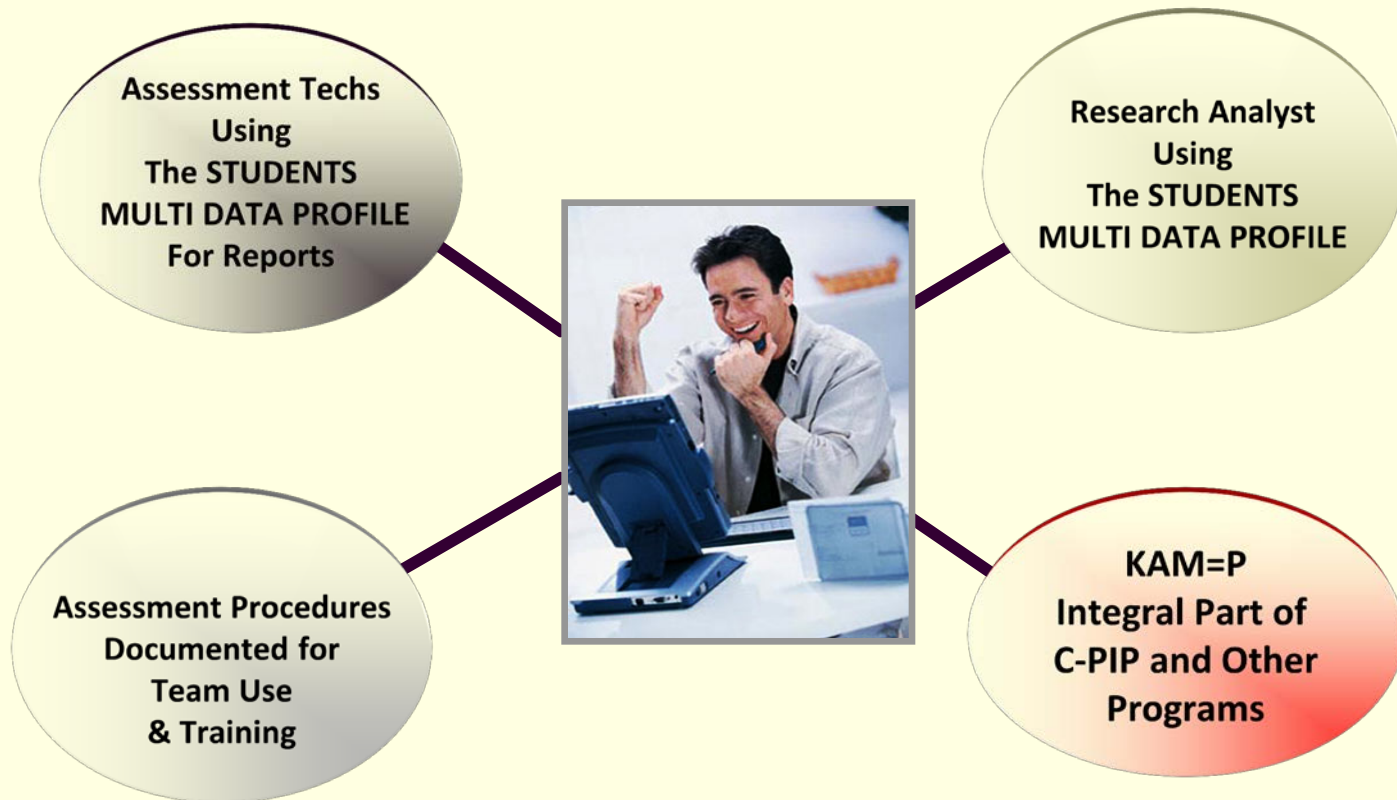 Assessment Techs
Using
The STUDENTS
MULTI DATA PROFILE
For Reports
Research Analyst
Using
The STUDENTS
MULTI DATA PROFILE
Assessment Procedures
Documented for
Team Use
& Training
KAM=P
Integral Part of
C-PIP and Other
Programs